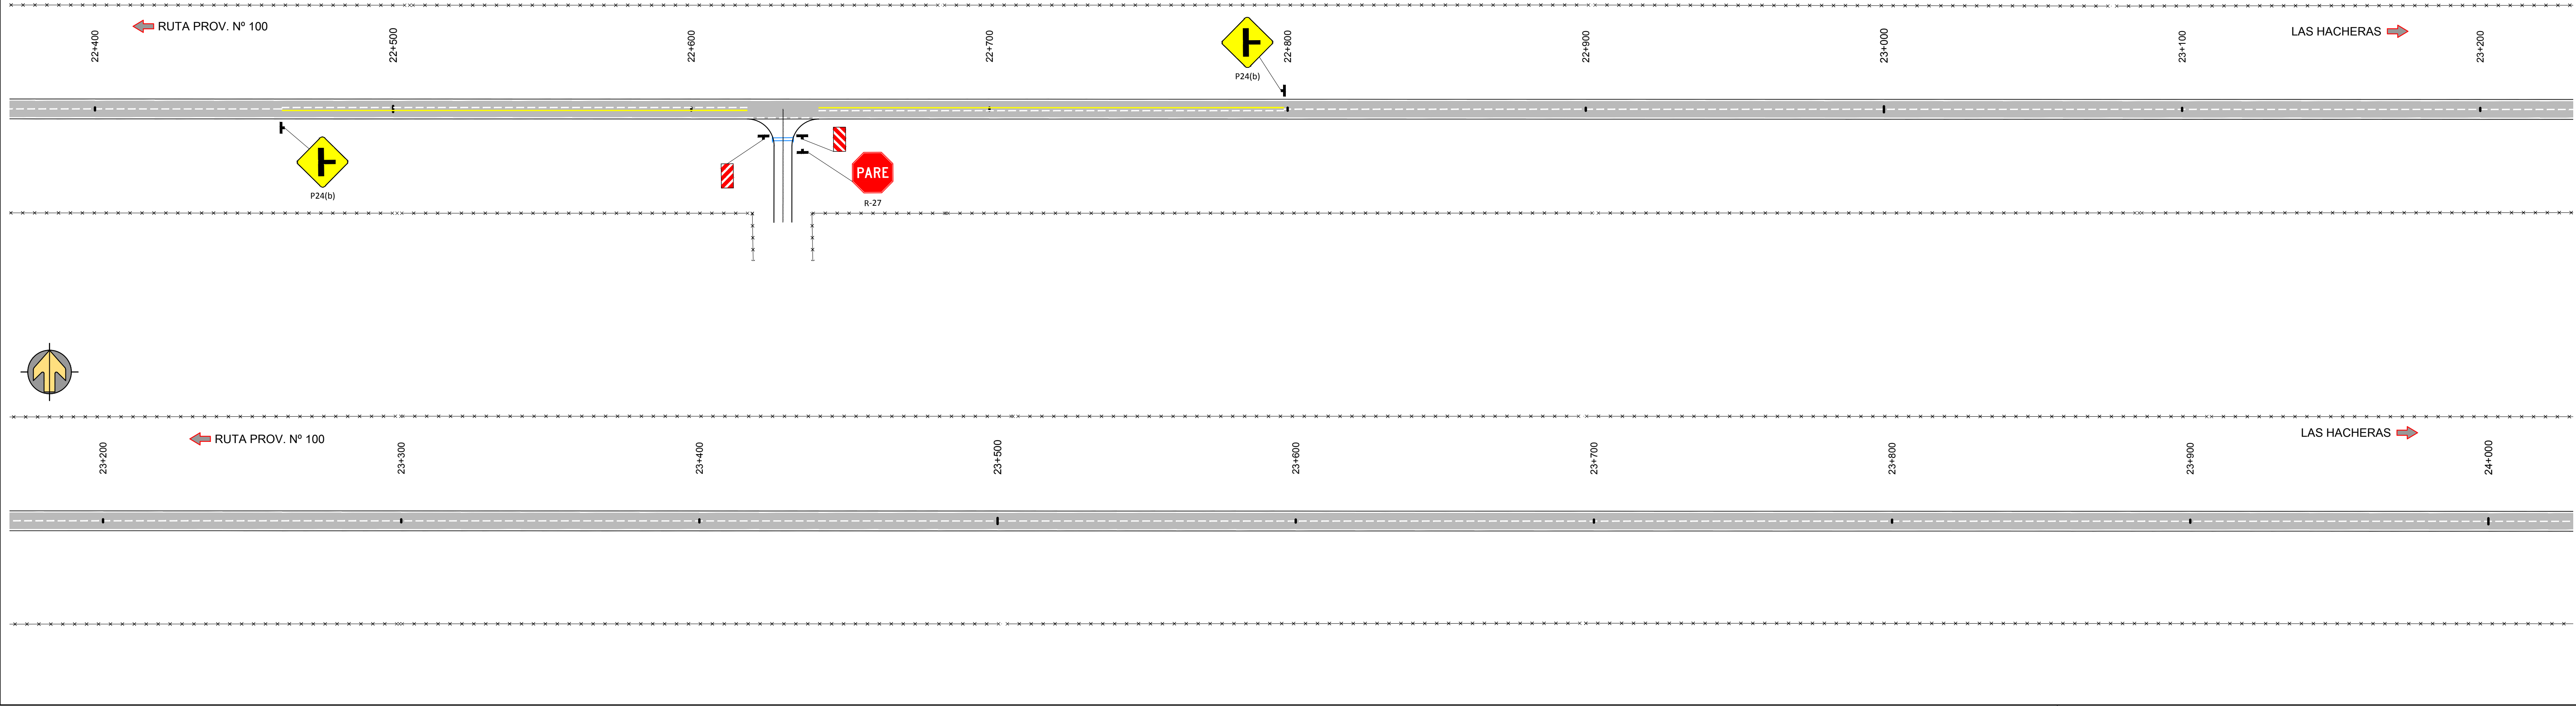 RUTA PROV. Nº 100
LAS HACHERAS
22+400
22+500
22+600
22+700
22+800
22+900
23+000
23+100
23+200
P24(b)
P24(b)
PARE
R-27
RUTA PROV. Nº 100
LAS HACHERAS
23+200
23+300
23+400
23+500
23+600
23+700
23+800
23+900
24+000